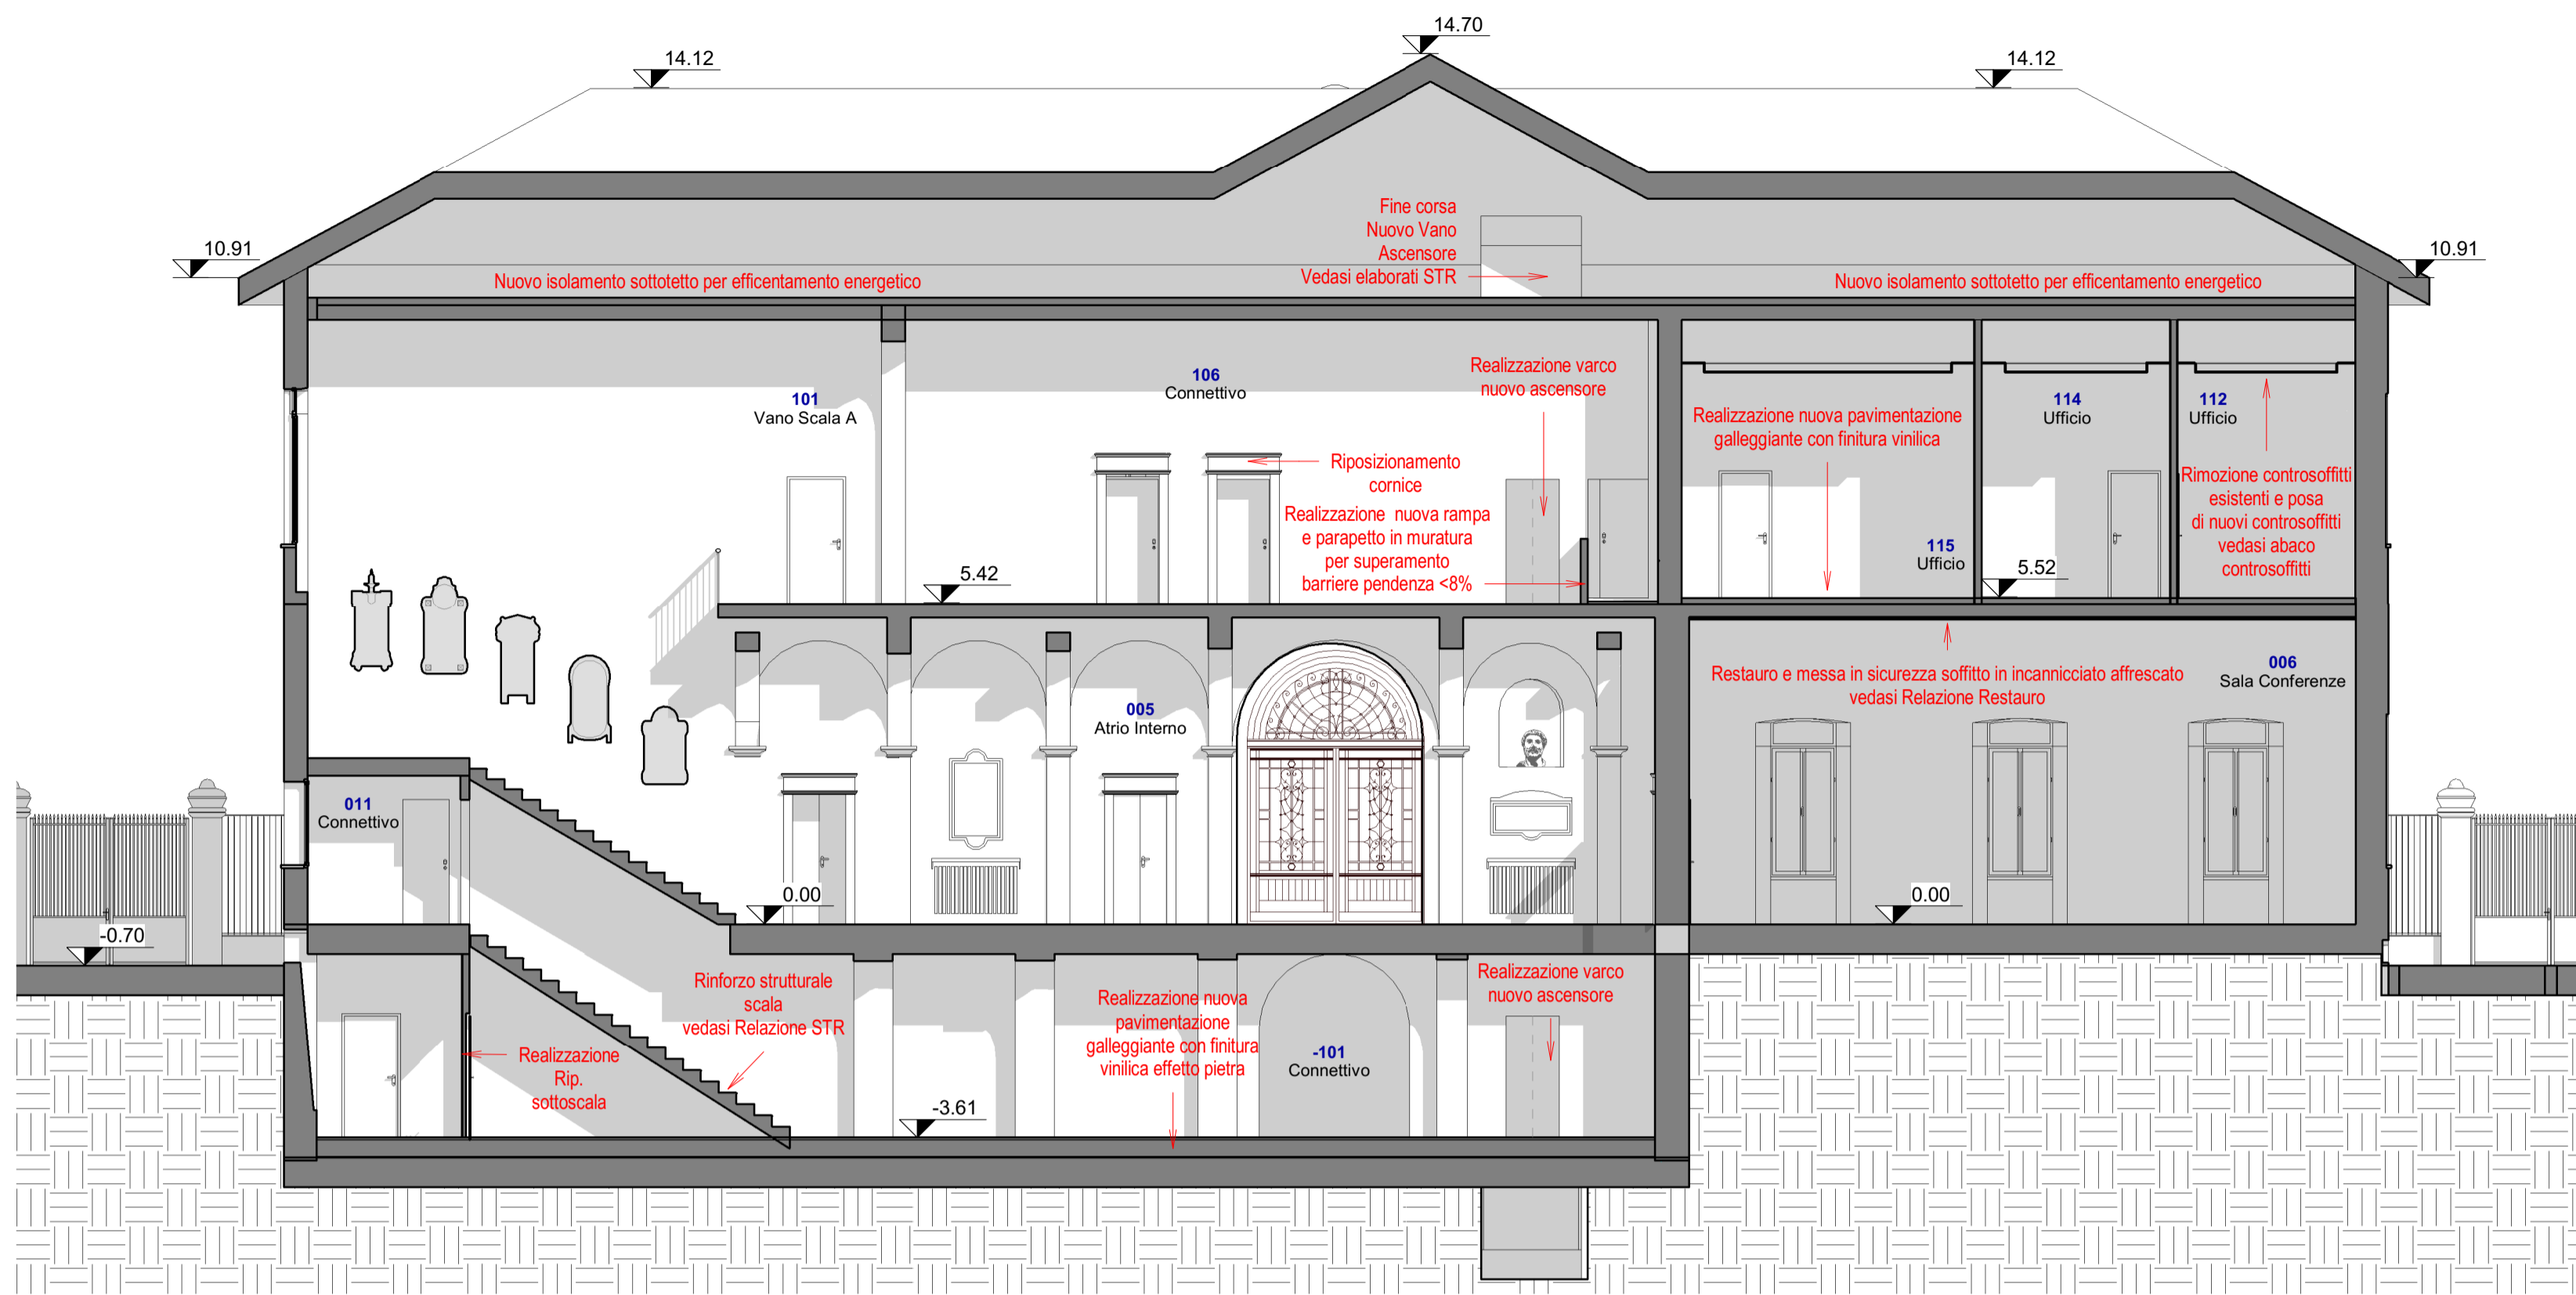 14.70
14.12
14.12
10.91
10.91
Fine corsa
Nuovo Vano
Ascensore
Vedasi elaborati STR
Nuovo isolamento sottotetto per efficentamento energetico
Nuovo isolamento sottotetto per efficentamento energetico
101
Vano Scala A
106
Connettivo
Realizzazione varco
nuovo ascensore
Riposizionamento
cornice
Realizzazione nuova rampa
e parapetto in muratura
per superamento
barriere pendenza <8%
5.42
Realizzazione nuova pavimentazione
galleggiante con finitura vinilica
115
Ufficio
114
Ufficio
5.52
112
Ufficio
Rimozione controsoffitti
esistenti e posa
di nuovi controsoffitti
vedasi abaco
controsoffitti
005
Atrio Interno
Restauro e messa in sicurezza soffitto in incannicciato affrescato
vedasi Relazione Restauro
006
Sala Conferenze
011
Connettivo
0.00
0.00
-0.70
Rinforzo strutturale
scala
vedasi Relazione STR
Realizzazione
Rip.
sottoscala
-3.61
Realizzazione nuova
pavimentazione
galleggiante con finitura
vinilica effetto pietra
-101
Connettivo
Realizzazione varco
nuovo ascensore